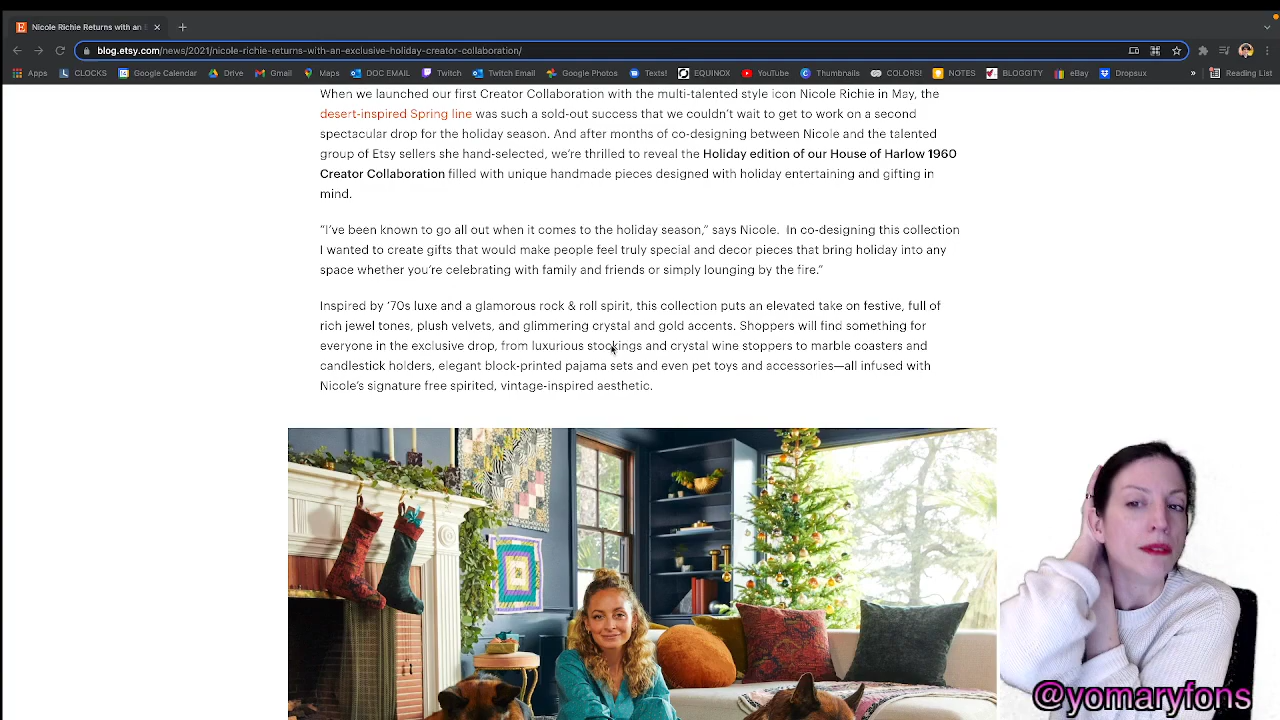 Nicole Richie Returns with an E
blog.etsy.com/news/2021/nicole-richie-returns-with-an-exclusive-holiday-creator-collaboration/
Apps CLOCKS Google Calendar Drive Gmail Maps DOC EMAIL Twitch Twitch Email Google Photos Texts! EQUINOX YouTube Thumbnails COLORS! NOTES BLOGGITY eBay Dropsux » Reading List
When we launched our first Creator Collaboration with the multi-talented style icon Nicole Richie in May, the
desert-inspired Spring line was such a sold-out success that we couldn’t wait to get to work on a second
spectacular drop for the holiday season. And after months of co-designing between Nicole and the talented
group of Etsy sellers she hand-selected, we’re thrilled to reveal the Holiday edition of our House of Harlow 1960
Creator Collaboration filled with unique handmade pieces designed with holiday entertaining and gifting in
mind.
“I’ve been known to go all out when it comes to the holiday season,” says Nicole. In co-designing this collection
I wanted to create gifts that would make people feel truly special and decor pieces that bring holiday into any
space whether you’re celebrating with family and friends or simply lounging by the fire.”
Inspired by ‘70s luxe and a glamorous rock & roll spirit, this collection puts an elevated take on festive, full of
rich jewel tones, plush velvets, and glimmering crystal and gold accents. Shoppers will find something for
everyone in the exclusive drop, from luxurious stockings and crystal wine stoppers to marble coasters and
candlestick holders, elegant block-printed pajama sets and even pet toys and accessories—all infused with
Nicole’s signature free spirited, vintage-inspired aesthetic.
@yomaryfons